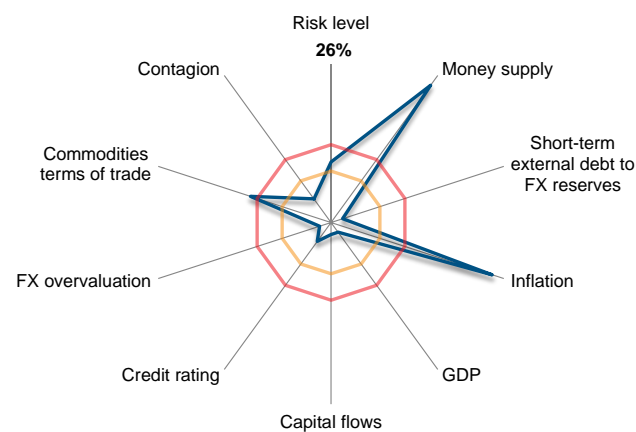 Risk level
26%
Contagion
Money supply
Commodities
terms of trade
Short-term
external debt to
FX reserves
FX overvaluation
Inflation
Credit rating
GDP
Capital flows